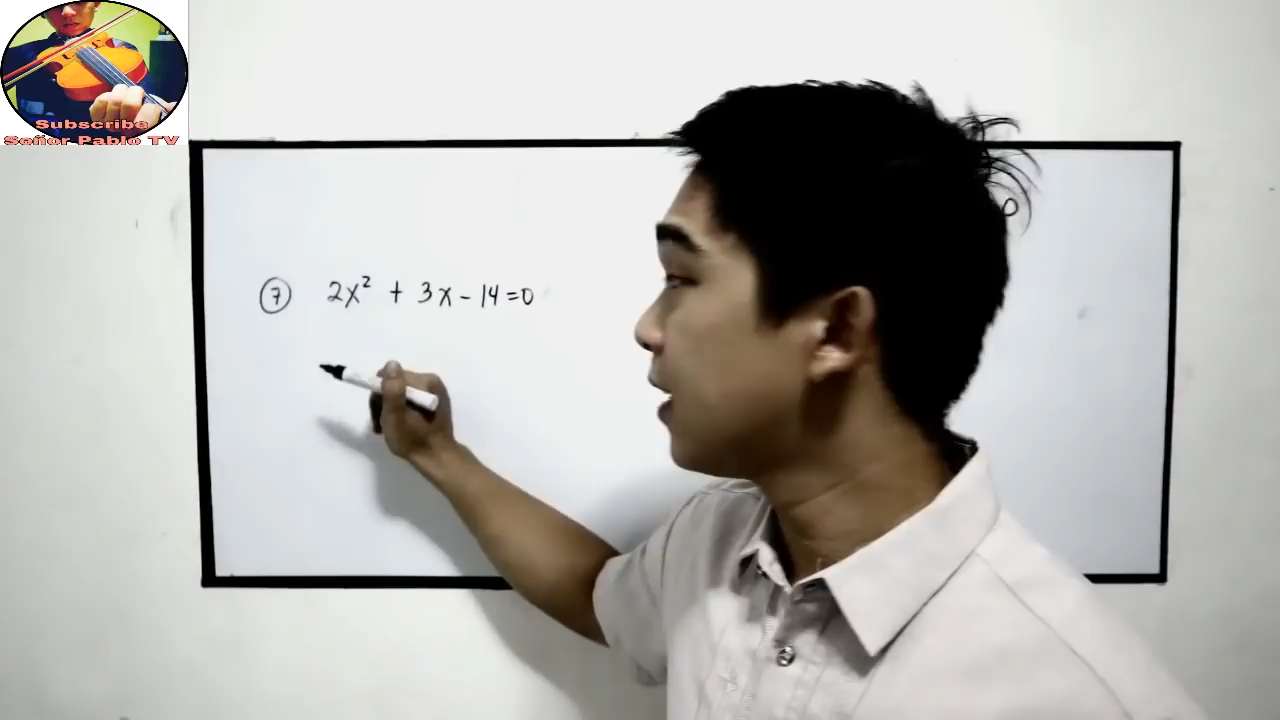 Subscribe
Señor Pablo TV
7 2x² + 3x - 14 = 0